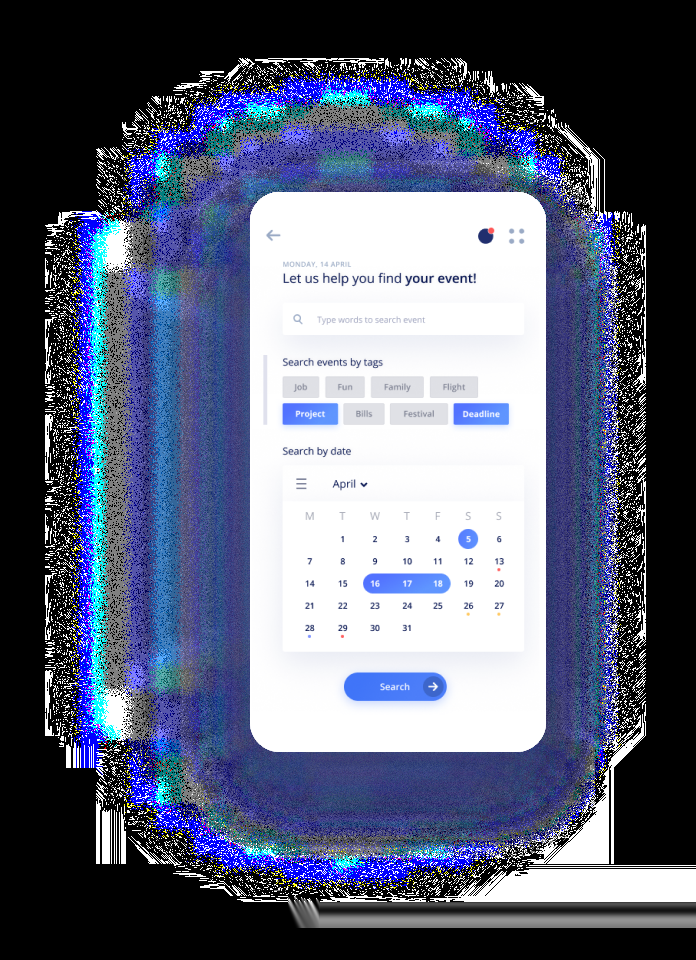 MONDAY, 14 APRIL
Let us help you find your event!
Type words to search event
Search events by tags
Job Fun Family Flight
Project Bills Festival Deadline
Search by date
April
M T W T F S S
1 2 3 4 5 6
7 8 9 10 11 12 13
14 15 16 17 18 19 20
21 22 23 24 25 26 27
28 29 30 31
Search